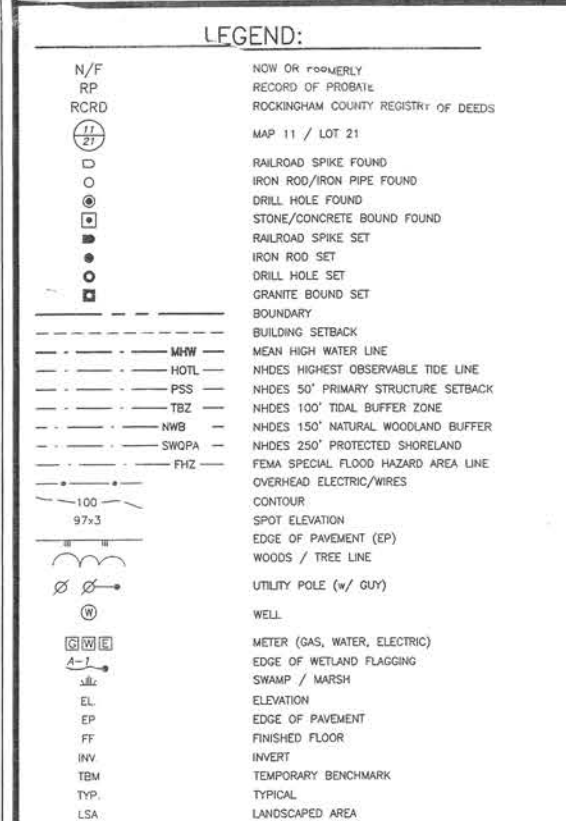 LEGEND:
N/F NOW OR FORMERLY
RP RECORD OF PROBATE
RCRD ROCKINGHAM COUNTY REGISTRY OF DEEDS
11
21 MAP 11 / LOT 21
RAILROAD SPIKE FOUND
IRON ROD/IRON PIPE FOUND
DRILL HOLE FOUND
STONE/CONCRETE BOUND FOUND
RAILROAD SPIKE SET
IRON ROD SET
DRILL HOLE SET
GRANITE BOUND SET
BOUNDARY
BUILDING SETBACK
MHW MEAN HIGH WATER LINE
HOTL NHDES HIGHEST OBSERVABLE TIDE LINE
PSS NHDES 50' PRIMARY STRUCTURE SETBACK
TBZ NHDES 100' TIDAL BUFFER ZONE
NWB NHDES 150' NATURAL WOODLAND BUFFER
SWQPA NHDES 250' PROTECTED SHORELAND
FHZ FEMA SPECIAL FLOOD HAZARD AREA LINE
OVERHEAD ELECTRIC/WIRES
100 CONTOUR
97x3 SPOT ELEVATION
EDGE OF PAVEMENT (EP)
WOODS / TREE LINE
UTILITY POLE (w/ GUY)
W WELL
G W E METER (GAS, WATER, ELECTRIC)
A-1 EDGE OF WETLAND FLAGGING
SWAMP / MARSH
EL. ELEVATION
EP EDGE OF PAVEMENT
FF FINISHED FLOOR
INV. INVERT
TBM TEMPORARY BENCHMARK
TYP. TYPICAL
LSA LANDSCAPED AREA